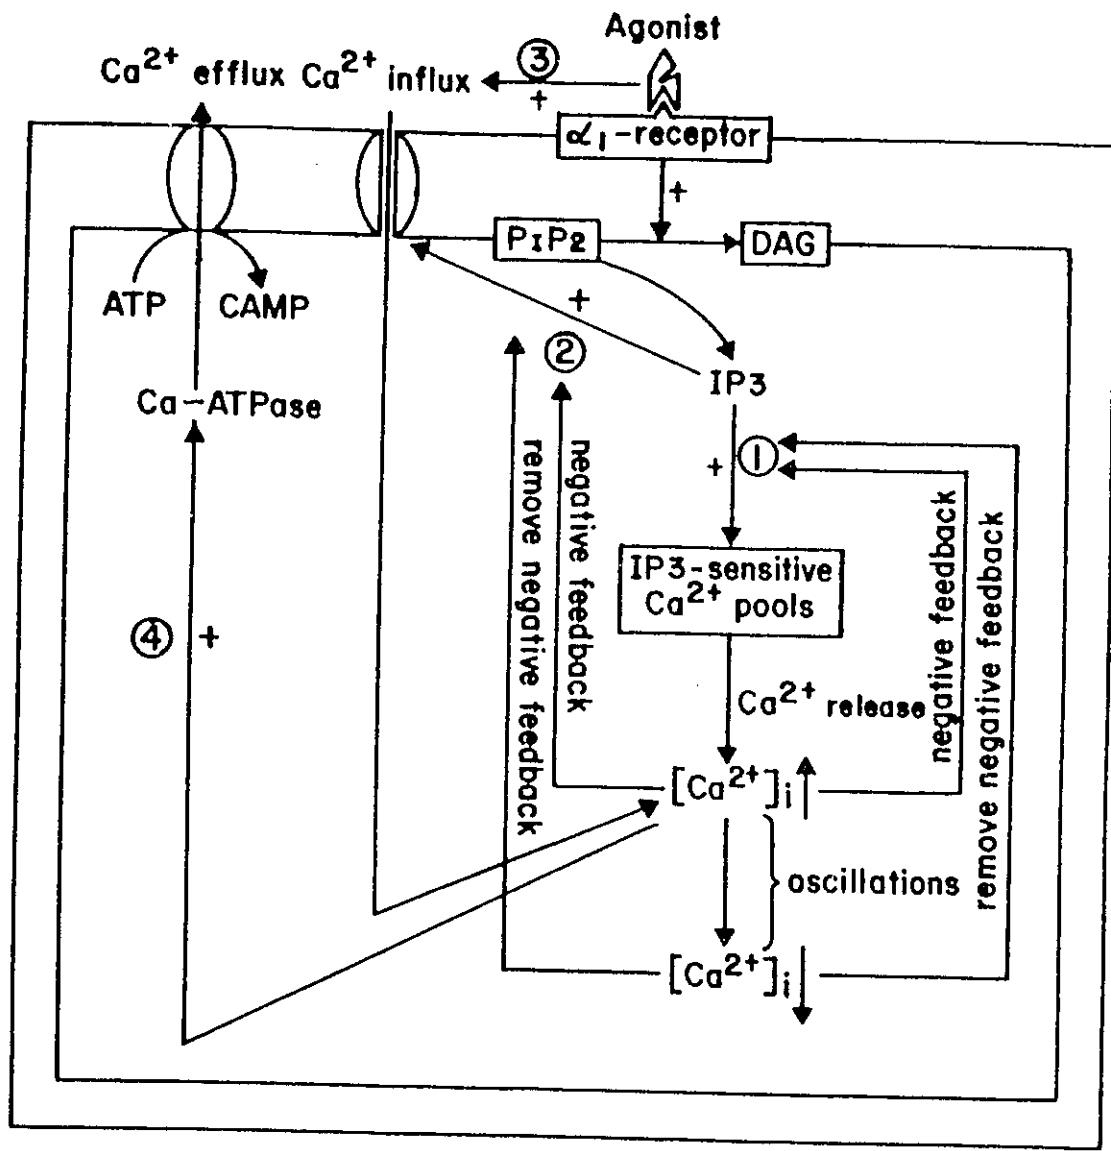 Agonist
③
Ca²⁺ efflux Ca²⁺ influx
+
α₁-receptor
+
PIP2
DAG
ATP
CAMP
+
②
IP3
Ca-ATPase
+ ①
negative feedback
remove negative feedback
IP3-sensitive
Ca²⁺ pools
negative feedback
remove negative feedback
④ +
Ca²⁺ release
[Ca²⁺]i
oscillations
[Ca²⁺]i